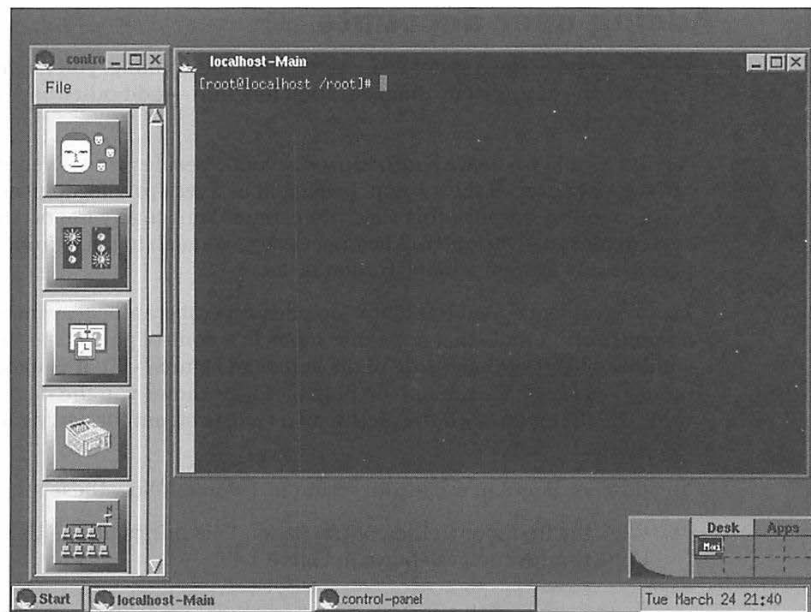 contro
File
localhost-Main
[root@localhost /root]#
Desk
Apps
Mai
Start
localhost-Main
control-panel
Tue March 24 21:40